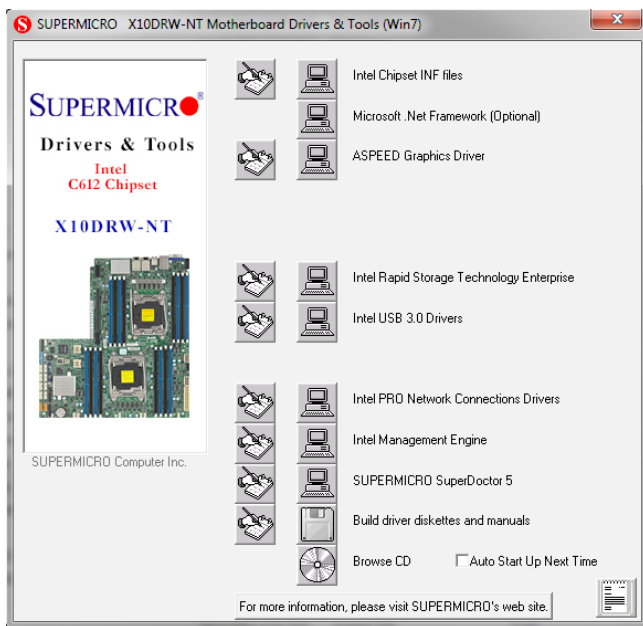 SUPERMICRO X10DRW-NT Motherboard Drivers & Tools (Win7)
SUPERMICRO®
Drivers & Tools
Intel
C612 Chipset
X10DRW-NT
SUPERMICRO Computer Inc.
Intel Chipset INF files
Microsoft .Net Framework (Optional)
ASPEED Graphics Driver
Intel Rapid Storage Technology Enterprise
Intel USB 3.0 Drivers
Intel PRO Network Connections Drivers
Intel Management Engine
SUPERMICRO SuperDoctor 5
Build driver diskettes and manuals
Browse CD Auto Start Up Next Time
For more information, please visit SUPERMICRO's web site.